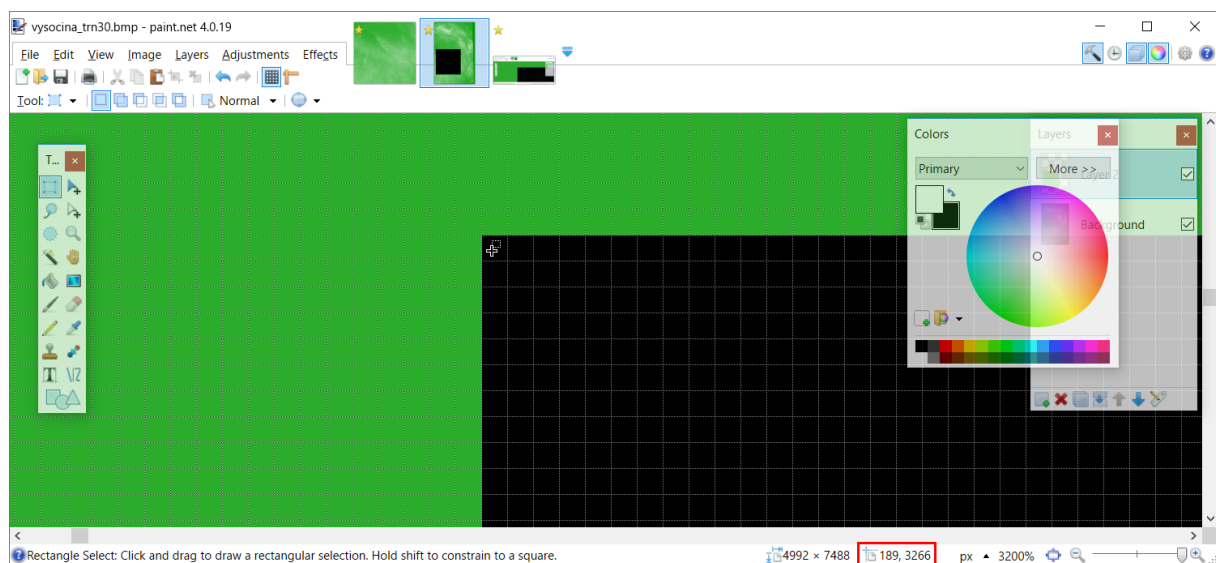 vysocina_trn30.bmp - paint.net 4.0.19
File Edit View Image Layers Adjustments Effects
Tool: Normal
T...
Colors
Layers
Primary
More >>
Layer 2
Background
Rectangle Select: Click and drag to draw a rectangular selection. Hold shift to constrain to a square.
4992 × 7488
189, 3266
px
3200%